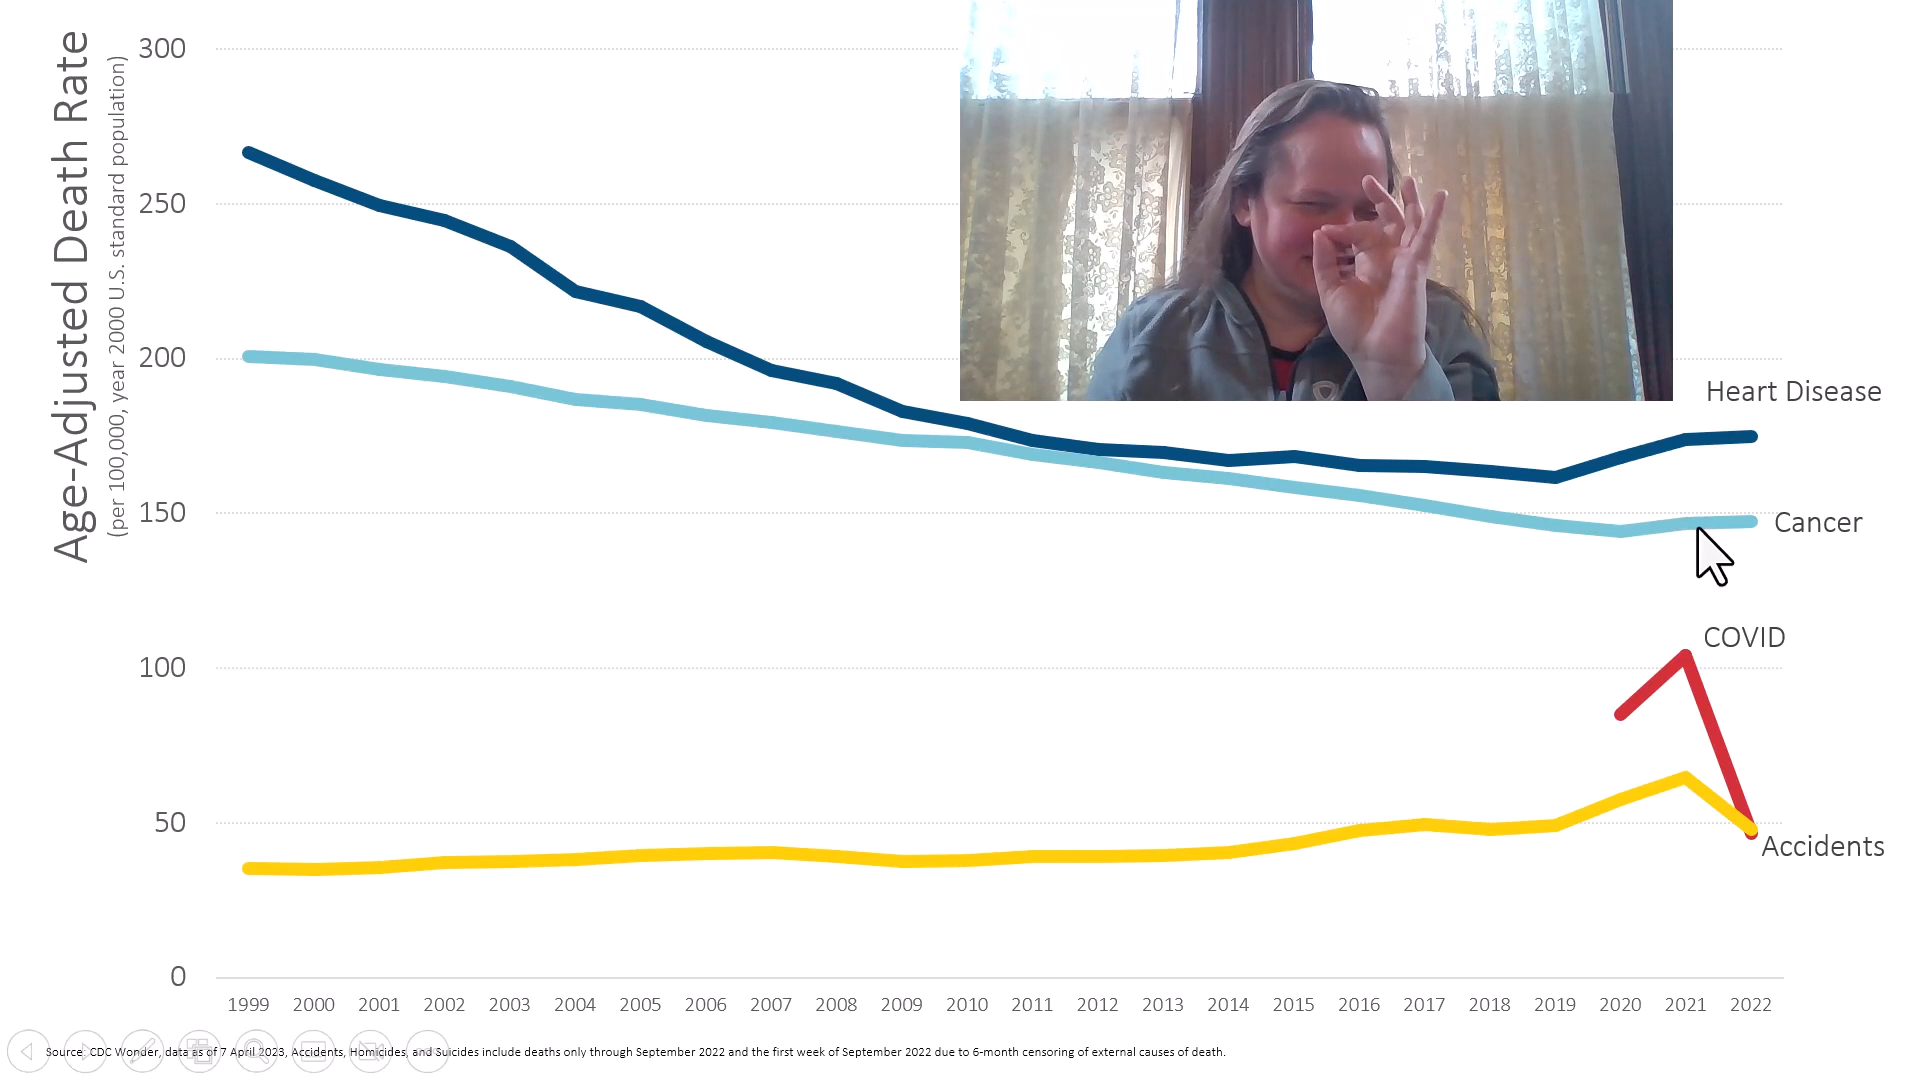 Age-Adjusted Death Rate
(per 100,000, year 2000 U.S. standard population)
300
250
200
150
100
50
0
Heart Disease
Cancer
COVID
Accidents
1999 2000 2001 2002 2003 2004 2005 2006 2007 2008 2009 2010 2011 2012 2013 2014 2015 2016 2017 2018 2019 2020 2021 2022
Source: CDC Wonder, data as of 7 April 2023, Accidents, Homicides, and Suicides include deaths only through September 2022 and the first week of September 2022 due to 6-month censoring of external causes of death.